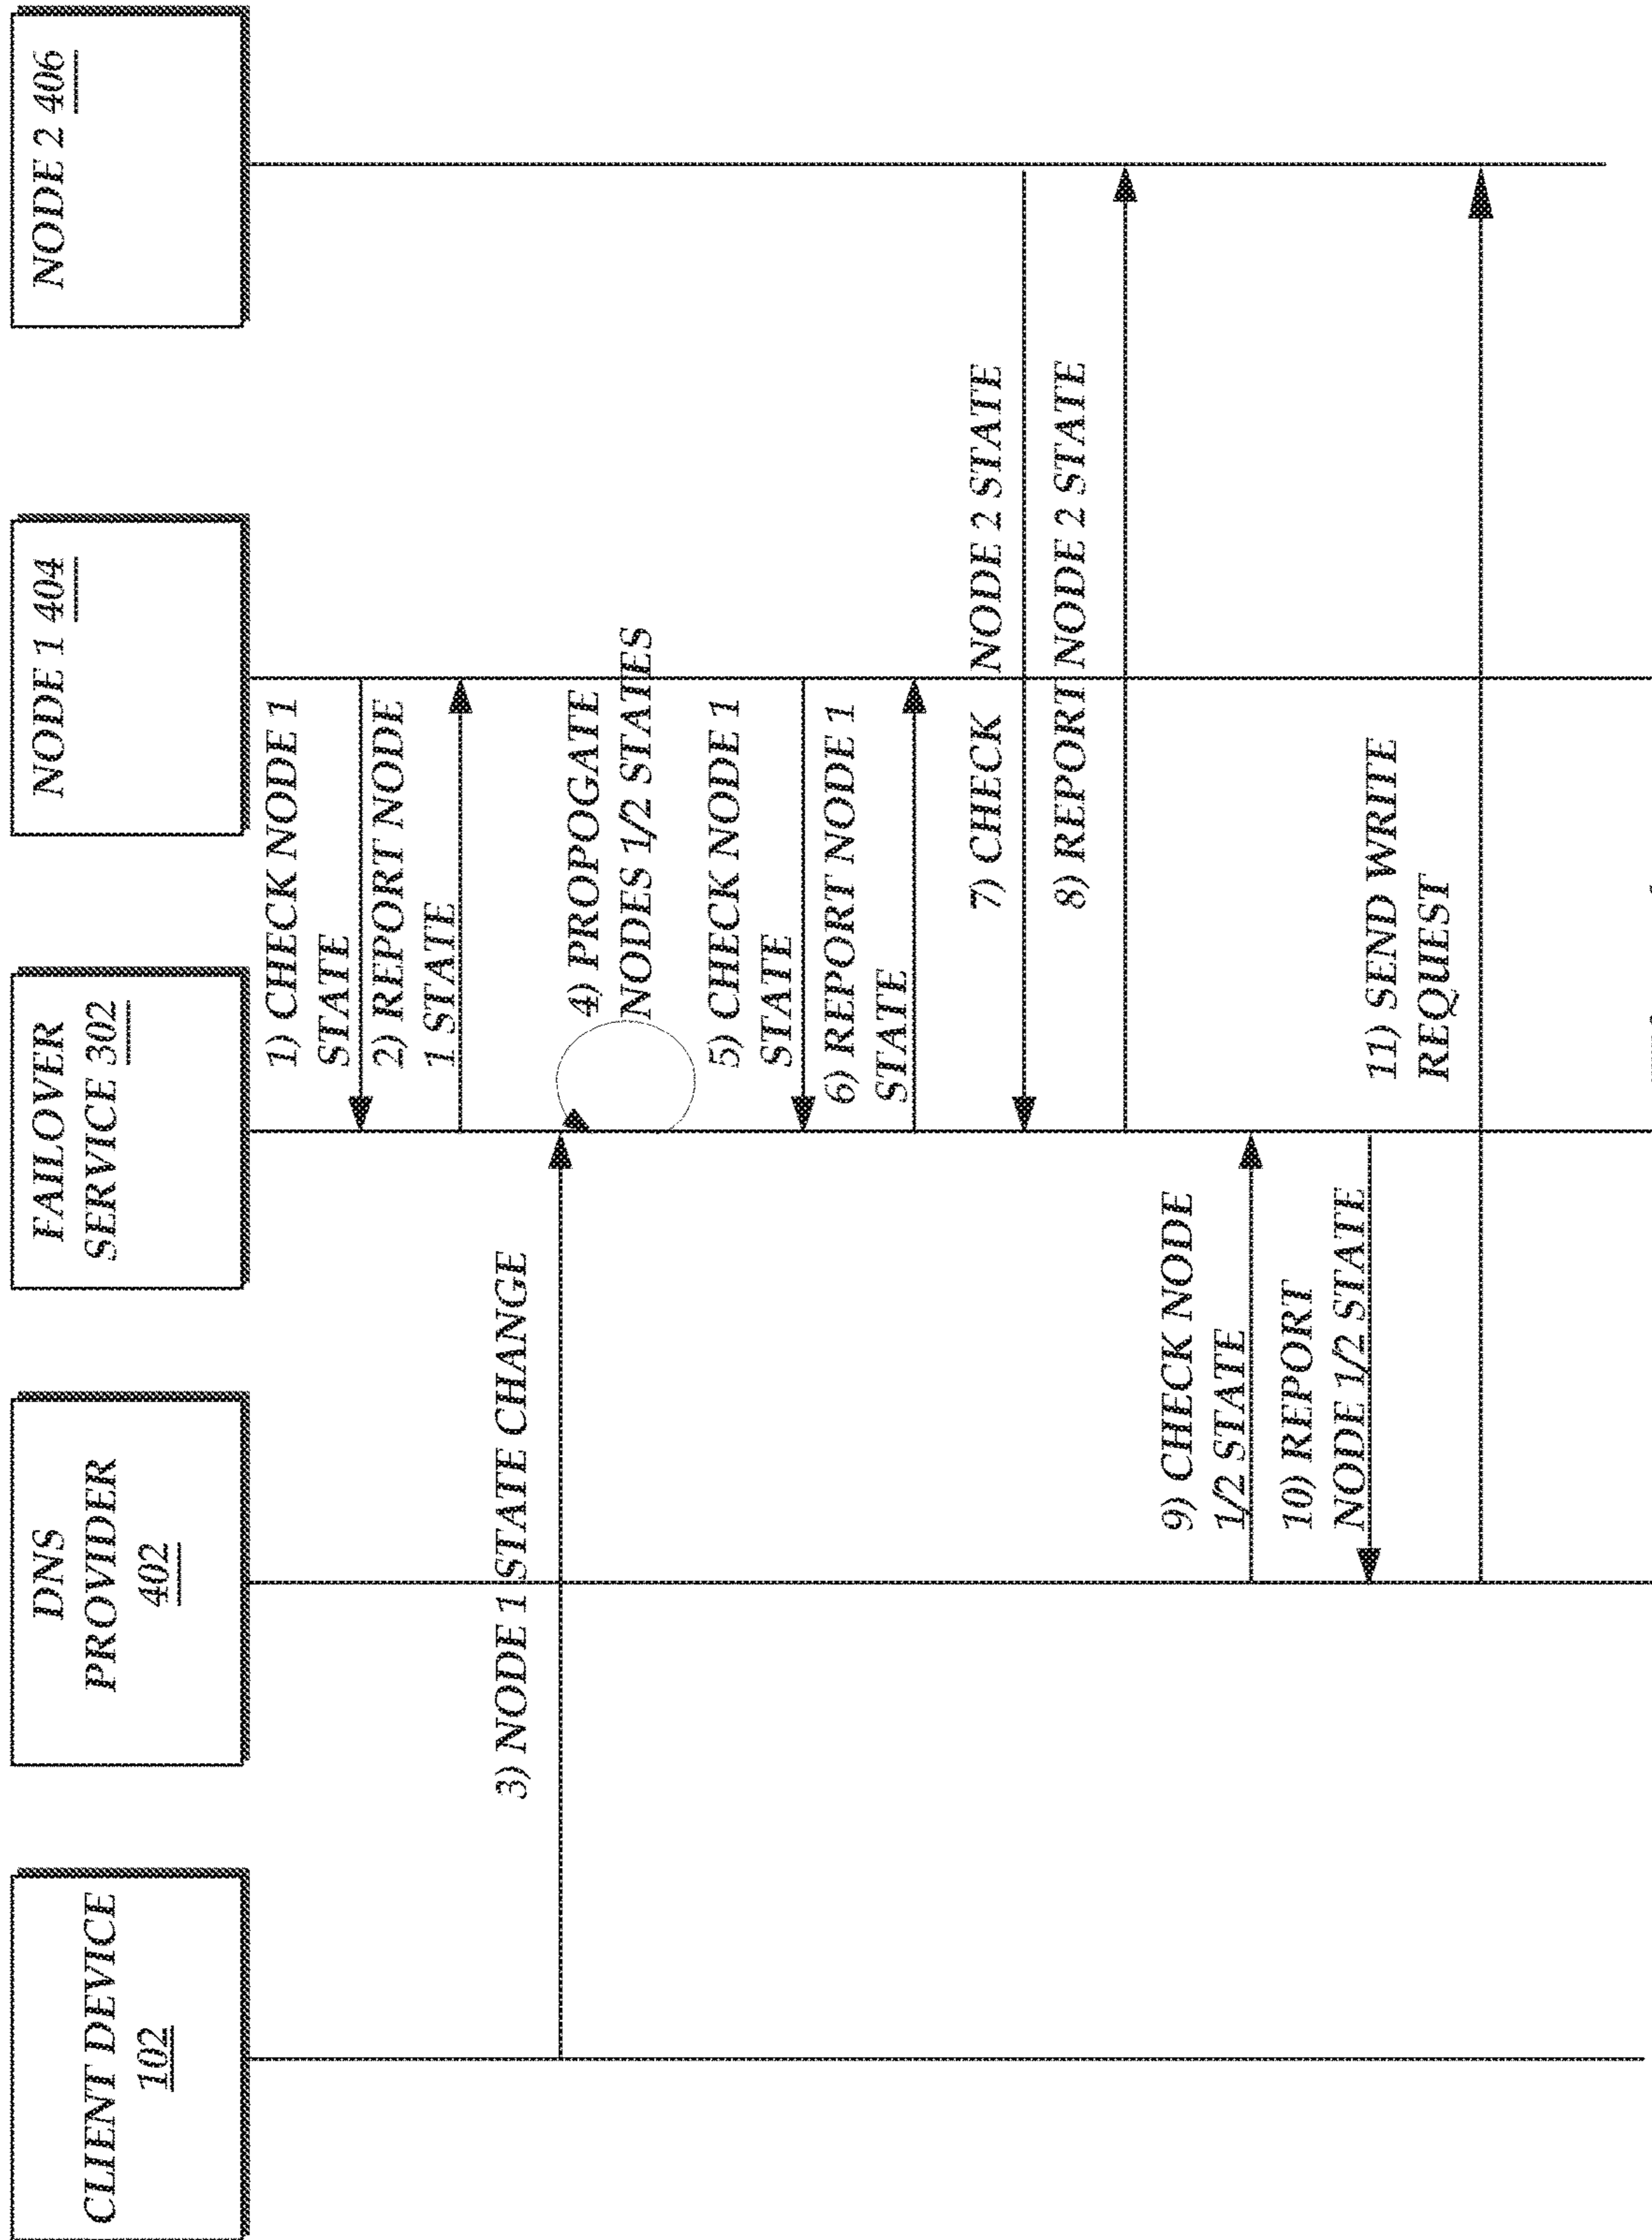 CLIENT DEVICE
102
DNS
PROVIDER
402
FAILOVER
SERVICE 302
NODE 1 404
NODE 2 406
1) CHECK NODE 1
STATE
2) REPORT NODE
1 STATE
3) NODE 1 STATE CHANGE
4) PROPOGATE
NODES 1/2 STATES
5) CHECK NODE 1
STATE
6) REPORT NODE 1
STATE
7) CHECK NODE 2 STATE
8) REPORT NODE 2 STATE
9) CHECK NODE
1/2 STATE
10) REPORT
NODE 1/2 STATE
11) SEND WRITE
REQUEST